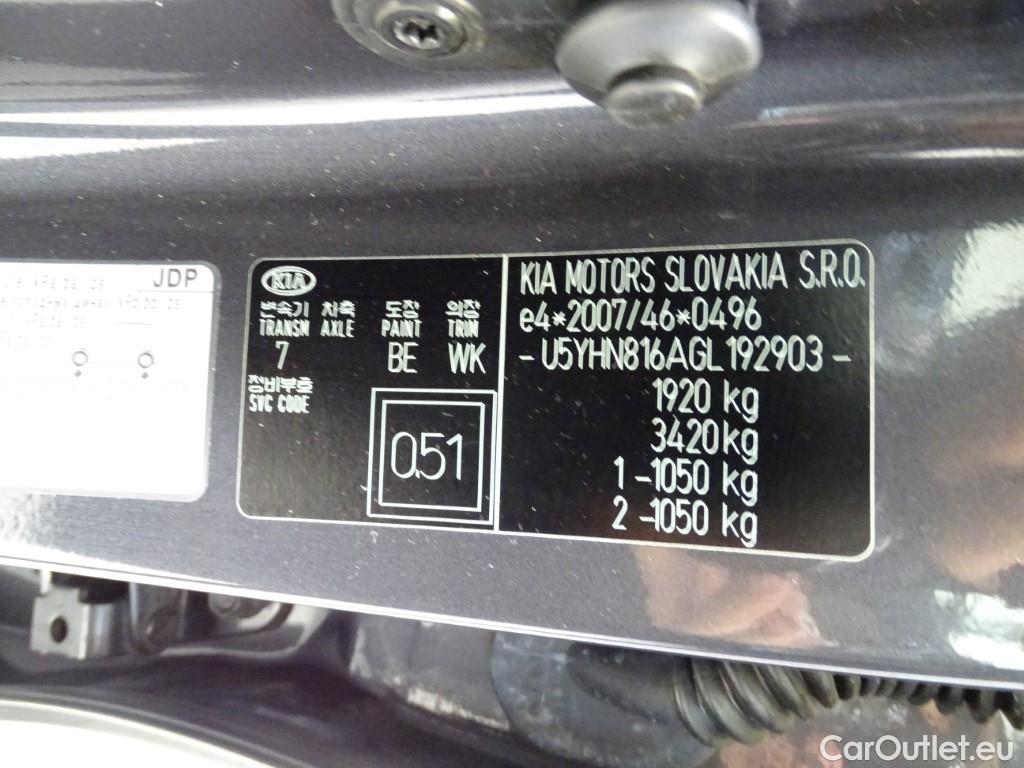 JDP
KIA
변속기 차축 도장 의장
TRANSM AXLE PAINT TRIM
7 BE WK
정비부호
SVC CODE
0.51
KIA MOTORS SLOVAKIA S.R.O.
e4*2007/46*0496
- U5YHN816AGL192903 -
1920 kg
3420kg
1 -1050 kg
2 -1050 kg
CarOutlet.eu